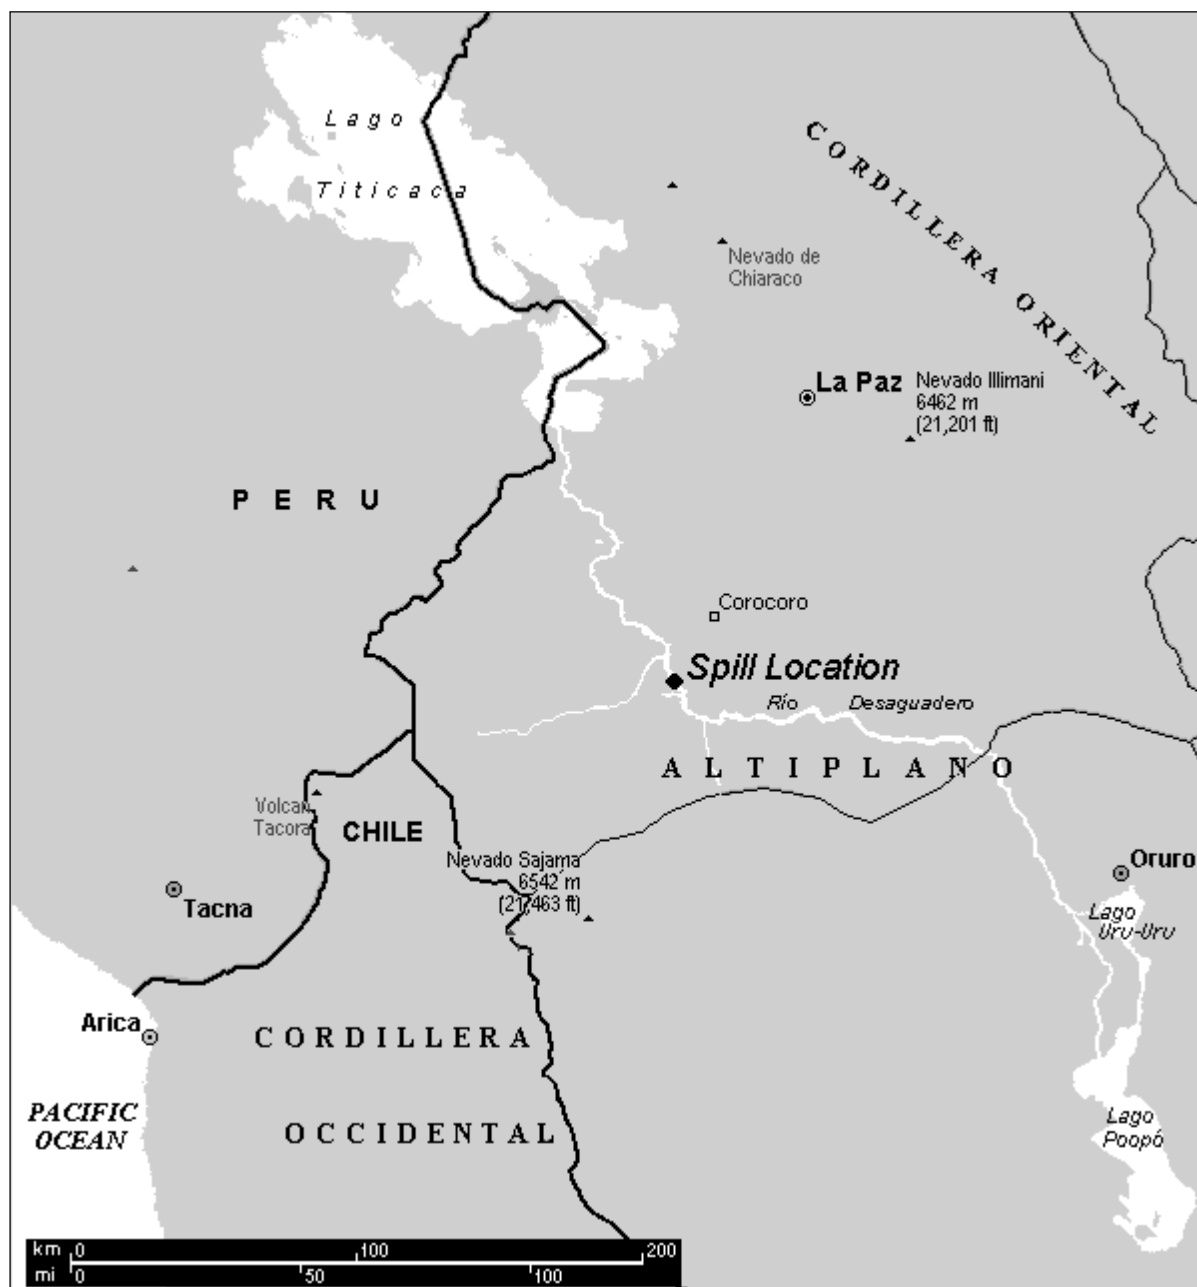 Lago
Titicaca
CORDILLERA ORIENTAL
Nevado de
Chiaraco
La Paz
Nevado Illimani
6462 m
(21,201 ft)
PERU
Corocoro
Spill Location
Río Desaguadero
ALTIPLANO
Volcan
Tacora
CHILE
Nevado Sajama
6542 m
(21,463 ft)
Oruro
Tacna
Lago
Uru-Uru
Arica
CORDILLERA
OCCIDENTAL
PACIFIC
OCEAN
Lago
Poopó
km 0 100 200
mi 0 50 100